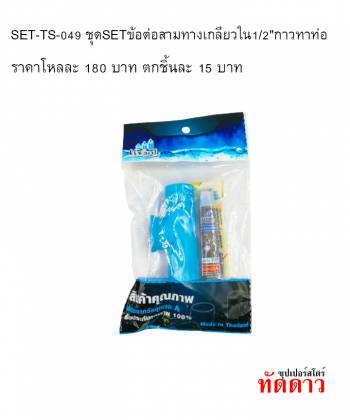 SET-TS-049 ชุดSETข้อต่อสามทางเกลียวใน1/2"กาวทาท่อ
ราคาโหลละ 180 บาท ตกชิ้นละ 15 บาท
สินค้าคุณภาพ
100%
Made in Thailand
ซุปเปอร์สโตร์
ทัดดาว